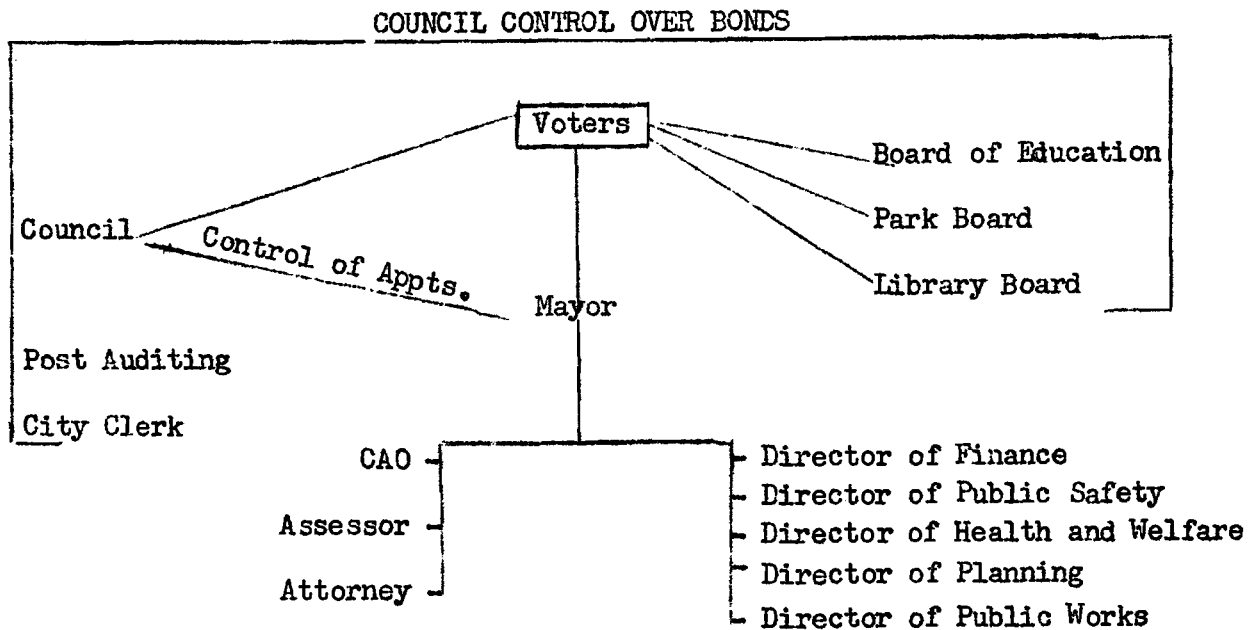 COUNCIL CONTROL OVER BONDS
Voters
Board of Education
Park Board
Library Board
Council
Control of Appts.
Mayor
Post Auditing
City Clerk
CAO
Assessor
Attorney
Director of Finance
Director of Public Safety
Director of Health and Welfare
Director of Planning
Director of Public Works